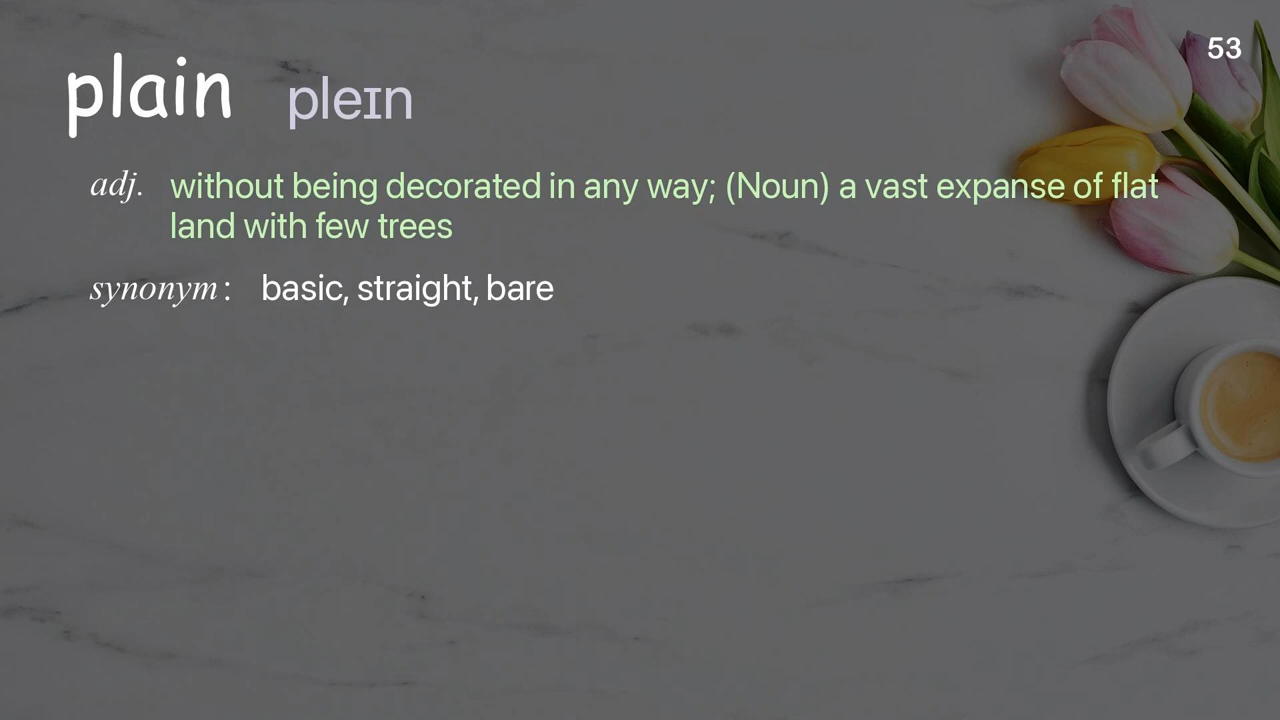 53
plain pleɪn
adj. without being decorated in any way; (Noun) a vast expanse of flat
land with few trees
synonym: basic, straight, bare